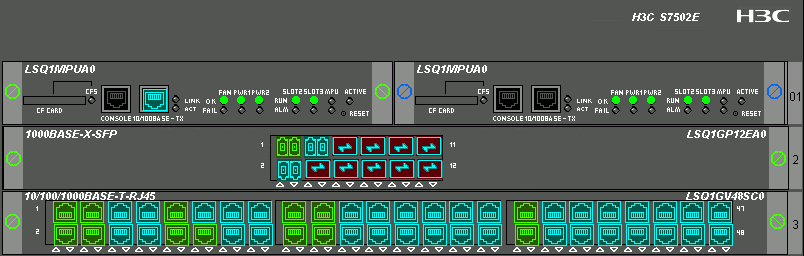 H3C S7502E H3C
LSQ1MPUA0
CFS
LINK
ACT
FAN PWR1 PWR2
OK
FAIL
SLOT2 SLOT3 MPU ACTIVE
RUN
ALM
RESET
CF CARD
CONSOLE 10/100BASE-TX
LSQ1MPUA0
CFS
LINK
ACT
FAN PWR1 PWR2
OK
FAIL
SLOT2 SLOT3 MPU ACTIVE
RUN
ALM
RESET
CF CARD
CONSOLE 10/100BASE-TX
01
1000BASE-X-SFP LSQ1GP12EA0
1 11
2 12
2
10/100/1000BASE-T-RJ45 LSQ1GV48SC0
1 47
2 48
3